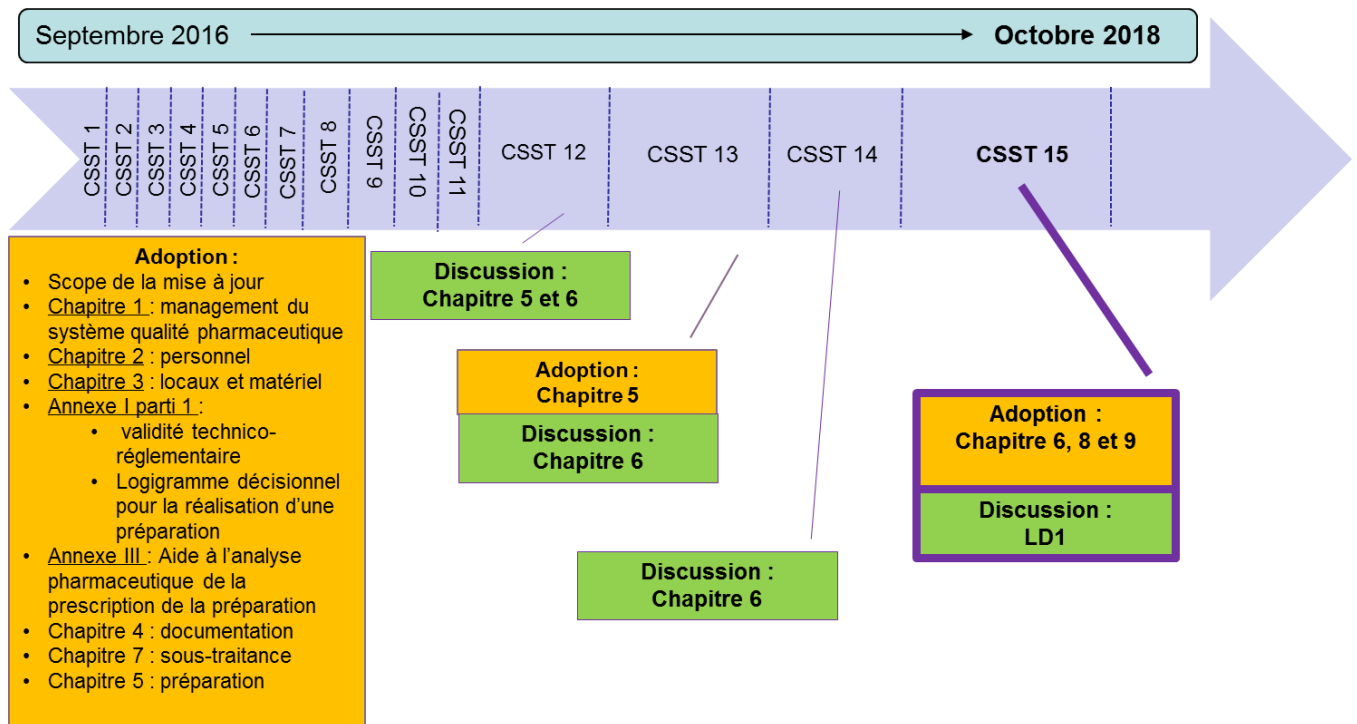 Septembre 2016
Octobre 2018
CSST 1
CSST 2
CSST 3
CSST 4
CSST 5
CSST 6
CSST 7
CSST 8
CSST 9
CSST 10
CSST 11
CSST 12
CSST 13
CSST 14
CSST 15
Adoption :
• Scope de la mise à jour
• Chapitre 1 : management du
système qualité pharmaceutique
• Chapitre 2 : personnel
• Chapitre 3 : locaux et matériel
• Annexe I parti 1 :
• validité technico-
réglementaire
• Logigramme décisionnel
pour la réalisation d’une
préparation
• Annexe III : Aide à l’analyse
pharmaceutique de la
prescription de la préparation
• Chapitre 4 : documentation
• Chapitre 7 : sous-traitance
• Chapitre 5 : préparation
Discussion :
Chapitre 5 et 6
Adoption :
Chapitre 5
Discussion :
Chapitre 6
Discussion :
Chapitre 6
Adoption :
Chapitre 6, 8 et 9
Discussion :
LD1